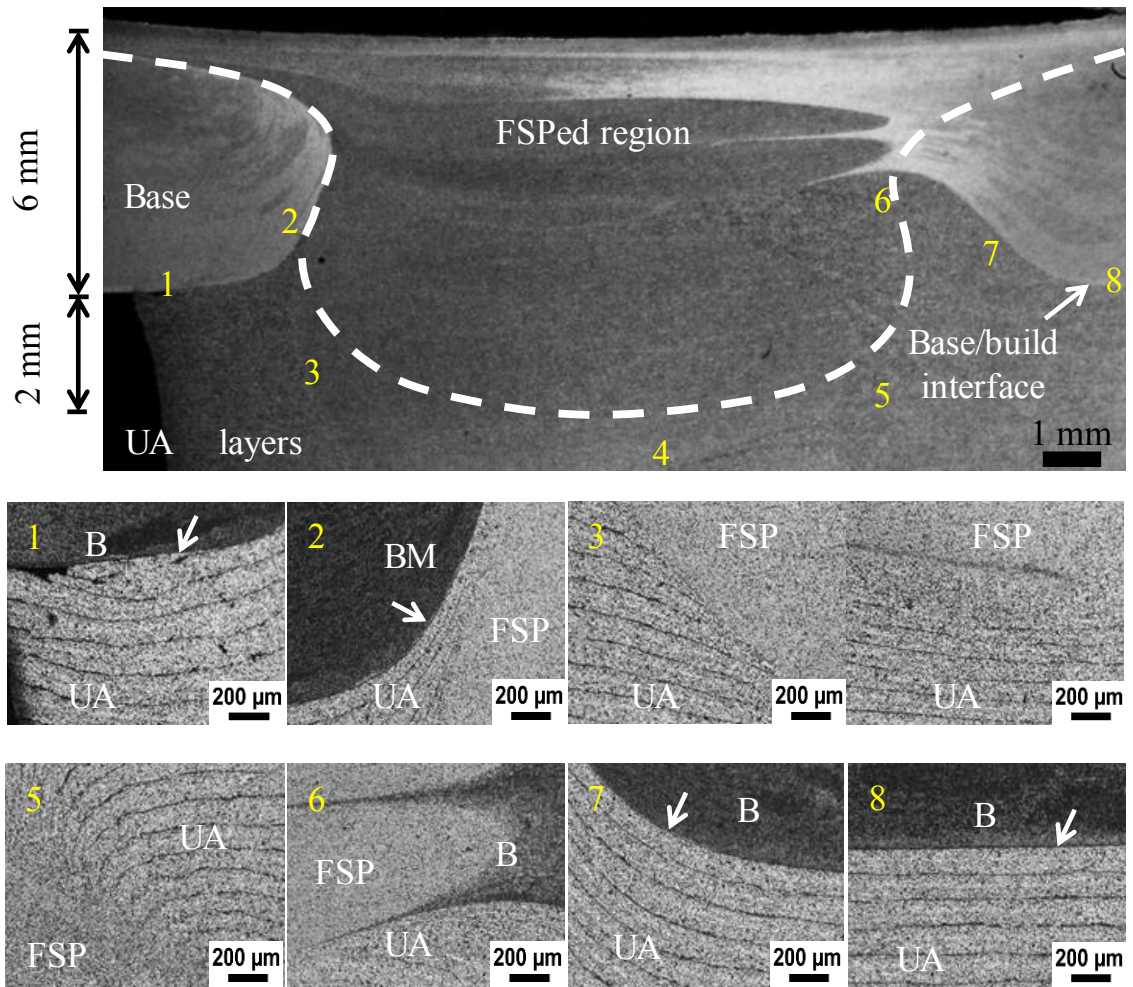 6 mm
2 mm
FSPed region
Base
1
2
3
4
5
6
7
8
Base/build
interface
UA layers
1 mm
1
B
UA
200 µm
2
BM
FSP
UA
200 µm
3
FSP
UA
200 µm
FSP
UA
200 µm
5
UA
FSP
200 µm
6
FSP
B
UA
200 µm
7
B
UA
200 µm
8
B
UA
200 µm